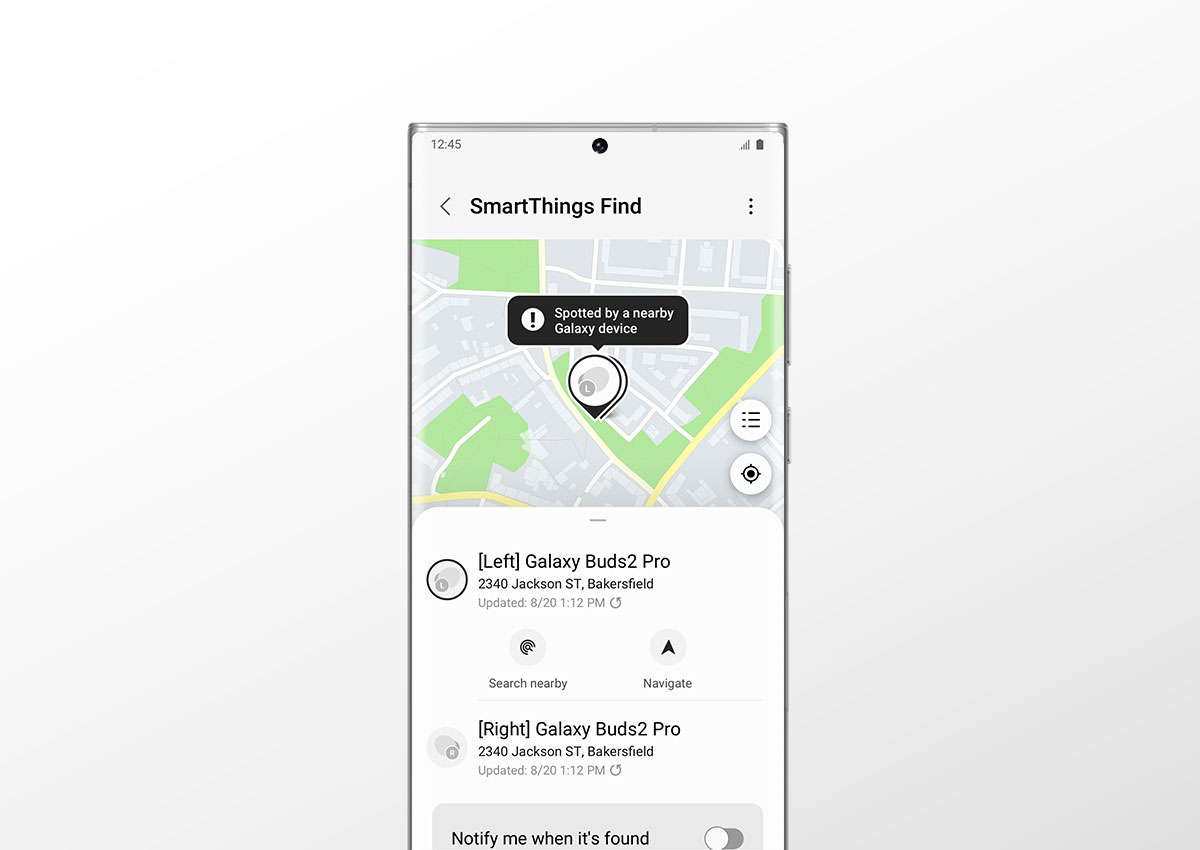 12:45
SmartThings Find
Spotted by a nearby
Galaxy device
L
[Left] Galaxy Buds2 Pro
L
2340 Jackson ST, Bakersfield
Updated: 8/20 1:12 PM
Search nearby
Navigate
[Right] Galaxy Buds2 Pro
R
2340 Jackson ST, Bakersfield
Updated: 8/20 1:12 PM
Notify me when it's found